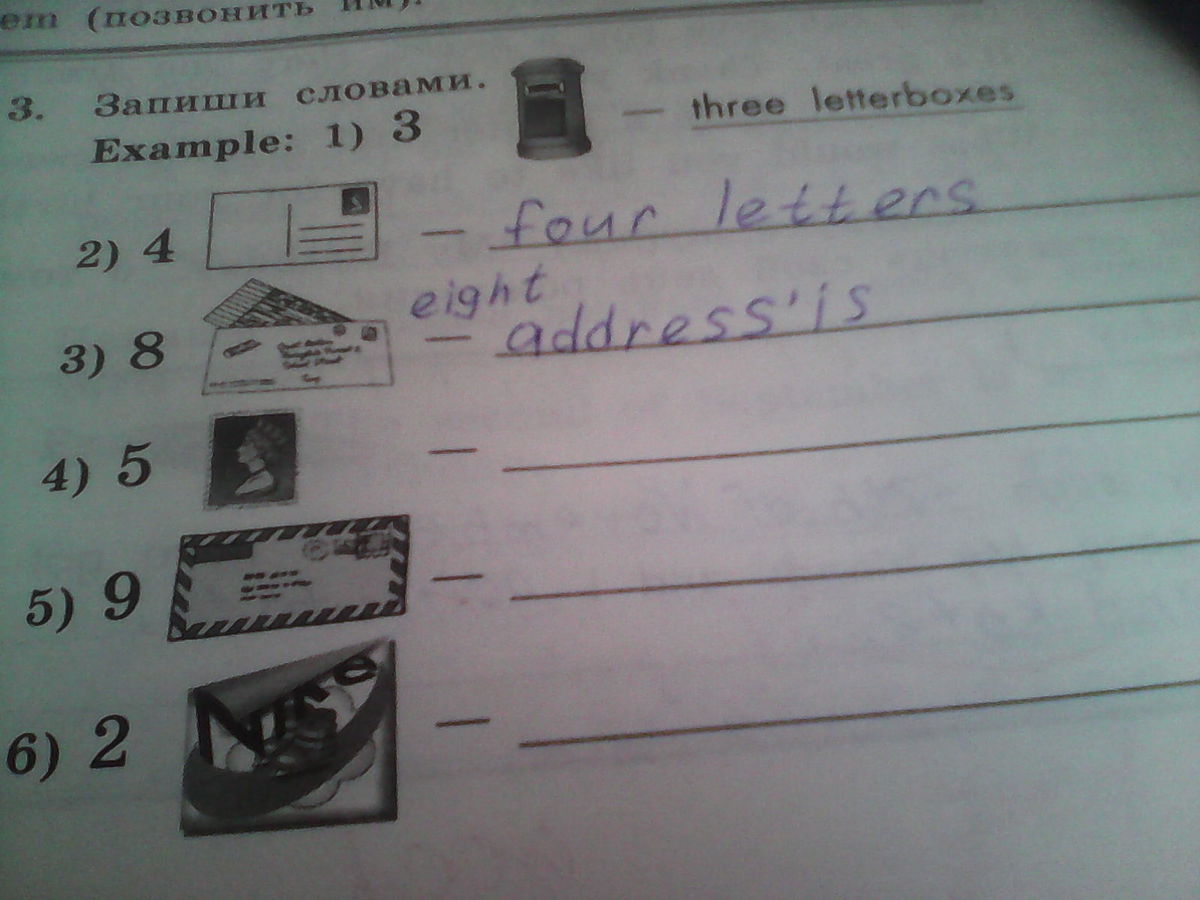 ет (позвонить им).
3. Запиши словами.
Example: 1) 3 — three letterboxes
2) 4 — four letters
3) 8 — eight address'is
4) 5 —
5) 9 —
6) 2 Nice —